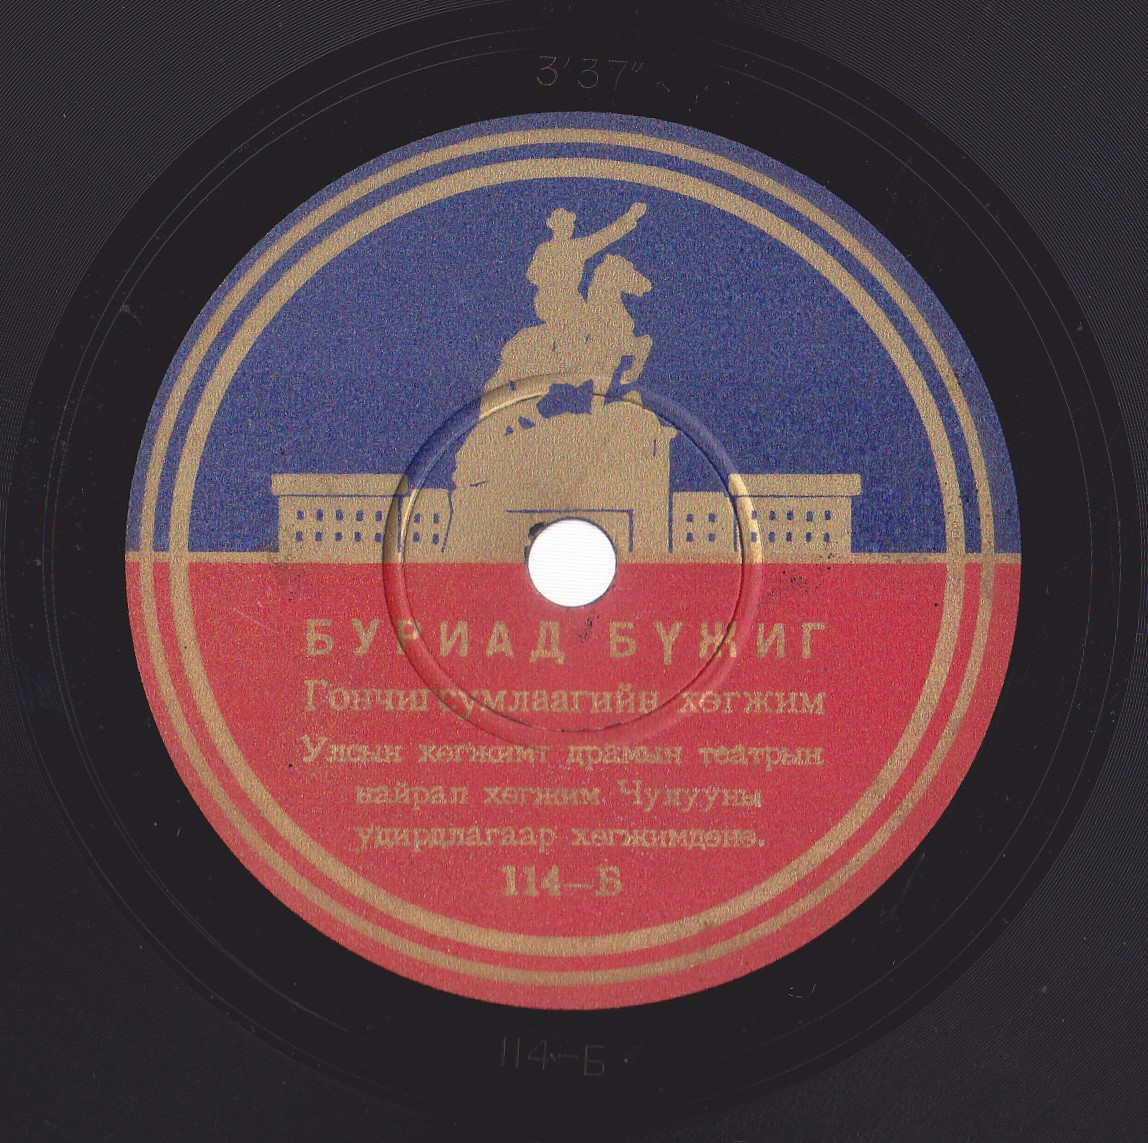 3'37"
БУРИАД БҮЖИГ
Гончигсумлаагийн хөгжим
Улсын хөгжимт драмын театрын
найрал хөгжим Чулууны
удирдлагаар хөгжимдөнө.
114—Б
114-Б